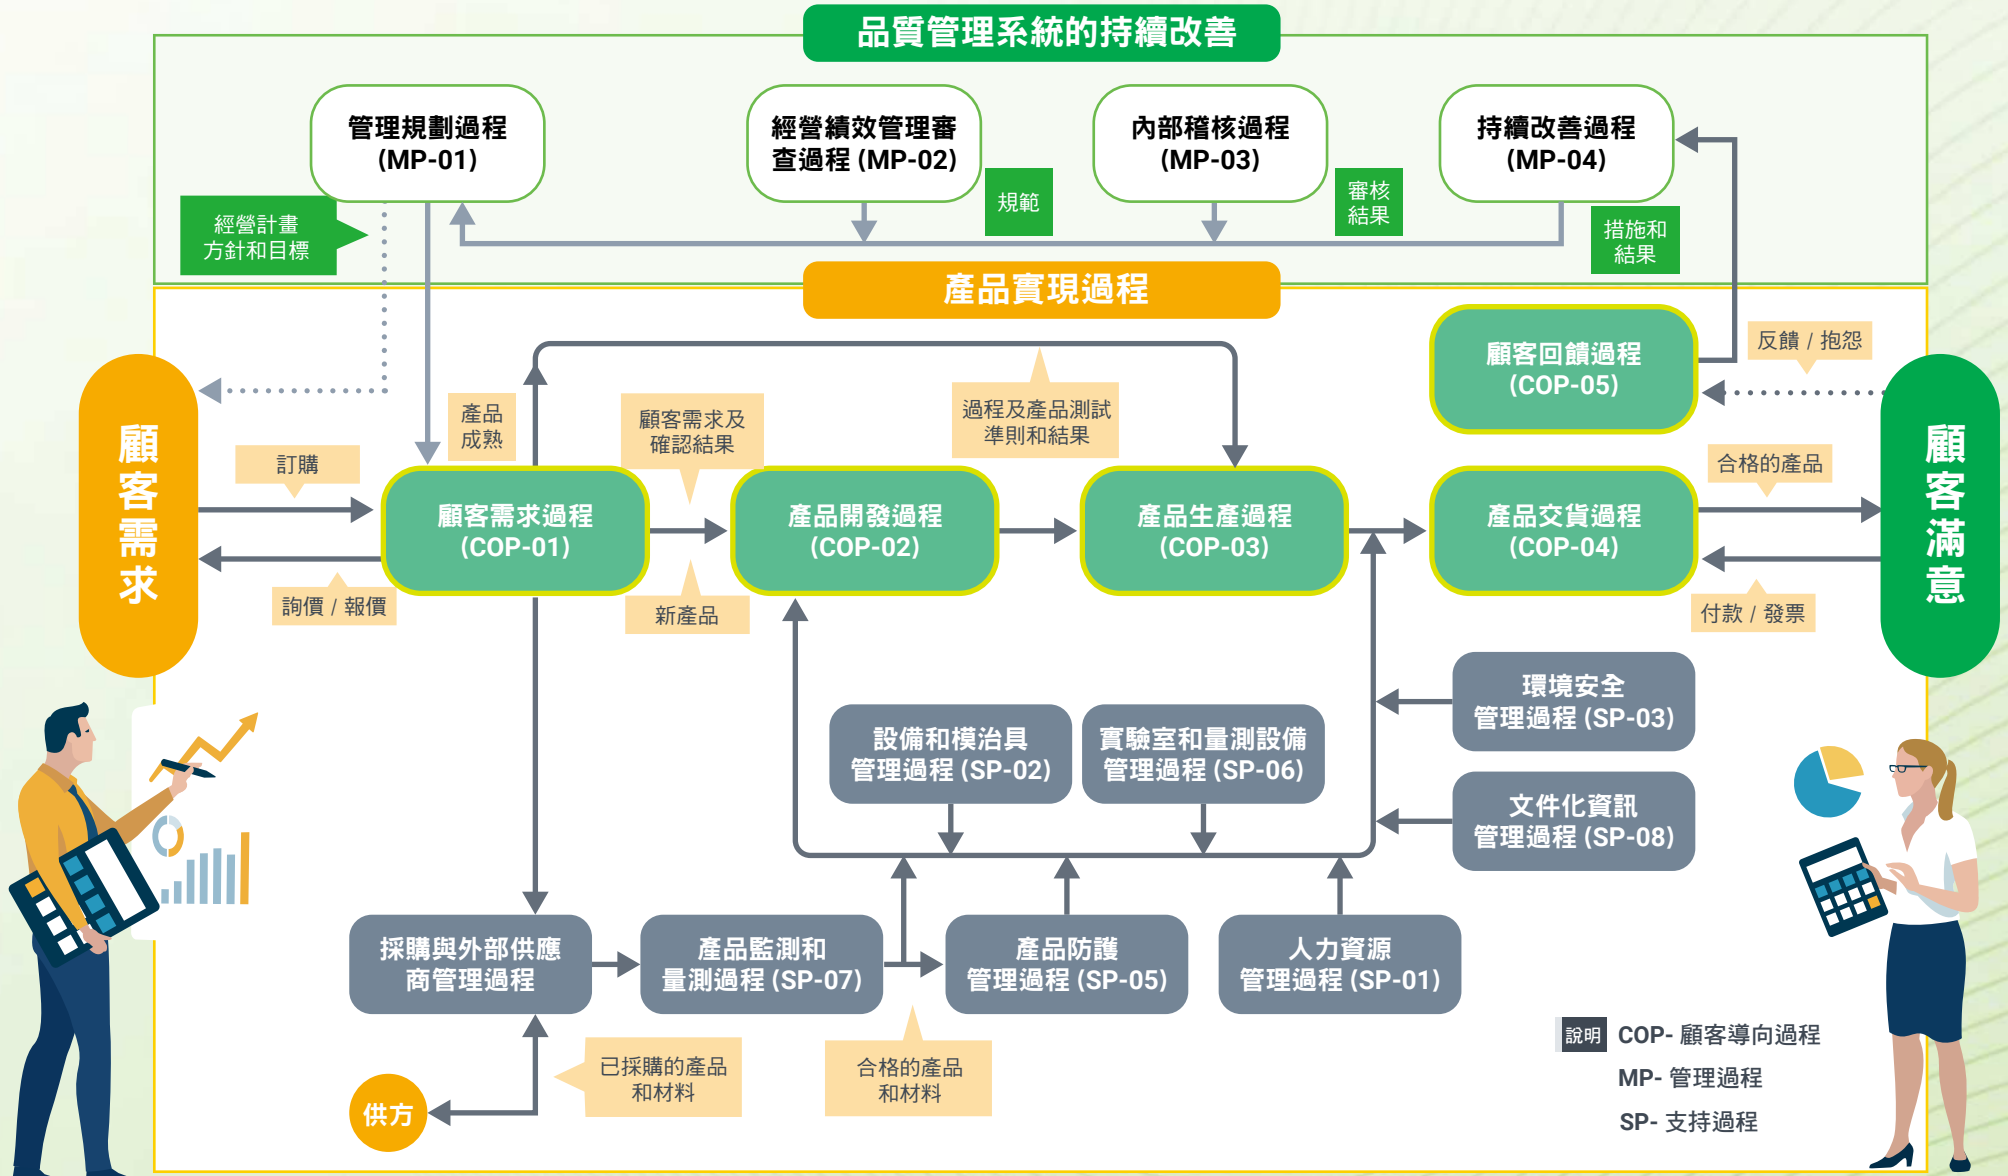 品質管理系統的持續改善
管理規劃過程
(MP-01)
經營績效管理審
查過程 (MP-02)
內部稽核過程
(MP-03)
持續改善過程
(MP-04)
規範
審核
結果
措施和
結果
經營計畫
方針和目標
產品實現過程
顧客需求
顧客滿意
顧客回饋過程
(COP-05)
反饋 / 抱怨
產品
成熟
顧客需求及
確認結果
過程及產品測試
準則和結果
訂購
合格的產品
顧客需求過程
(COP-01)
產品開發過程
(COP-02)
產品生產過程
(COP-03)
產品交貨過程
(COP-04)
詢價 / 報價
新產品
付款 / 發票
設備和模治具
管理過程 (SP-02)
實驗室和量測設備
管理過程 (SP-06)
環境安全
管理過程 (SP-03)
文件化資訊
管理過程 (SP-08)
採購與外部供應
商管理過程
產品監測和
量測過程 (SP-07)
產品防護
管理過程 (SP-05)
人力資源
管理過程 (SP-01)
已採購的產品
和材料
合格的產品
和材料
供方
說明 COP- 顧客導向過程
MP- 管理過程
SP- 支持過程